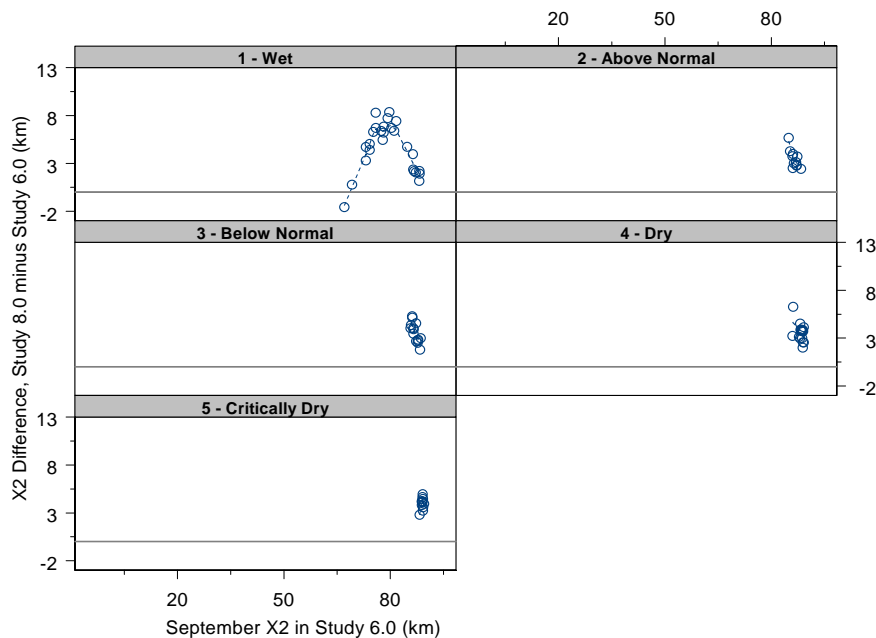 20 50 80
1 - Wet 2 - Above Normal
13
8
3
-2
3 - Below Normal 4 - Dry
13
8
3
-2
5 - Critically Dry
13
8
3
-2
20 50 80
September X2 in Study 6.0 (km)
X2 Difference, Study 8.0 minus Study 6.0 (km)